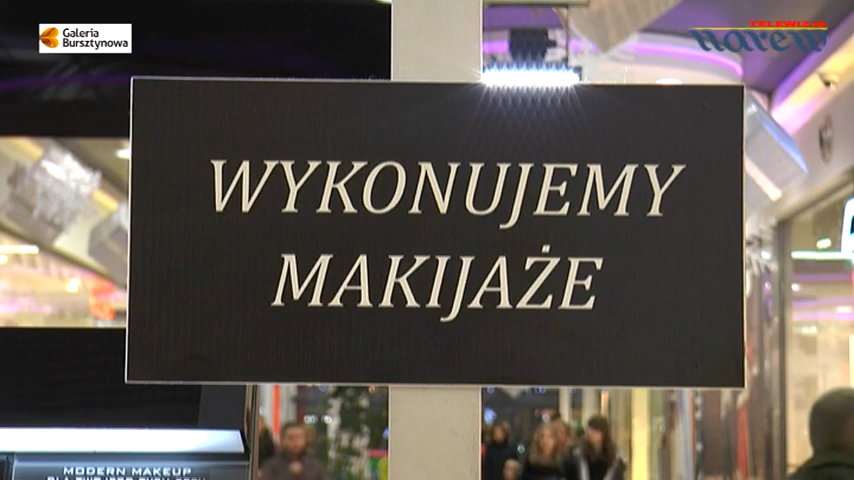 Galeria
Bursztynowa
TELEWIZJA
Narew
WYKONUJEMY
MAKIJAŻE
MODERN MAKEUP